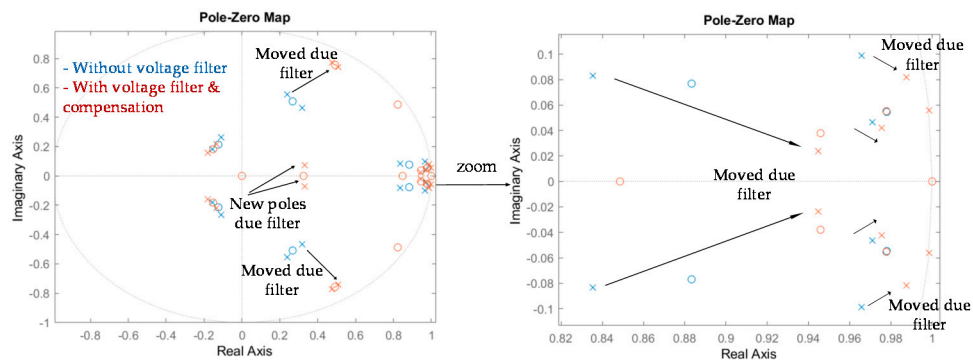 Pole-Zero Map
0.8
0.6
0.4
0.2
0
-0.2
-0.4
-0.6
-0.8
-1
-0.8
-0.6
-0.4
-0.2
0
0.2
0.4
0.6
0.8
1
Real Axis
Imaginary Axis
- Without voltage filter
- With voltage filter &
compensation
Moved due
filter
New poles
due filter
Moved due
filter
zoom
Pole-Zero Map
0.1
0.08
0.06
0.04
0.02
0
-0.02
-0.04
-0.06
-0.08
-0.1
0.82
0.84
0.86
0.88
0.9
0.92
0.94
0.96
0.98
1
Real Axis
Imaginary Axis
Moved due
filter
Moved due
filter
Moved due
filter